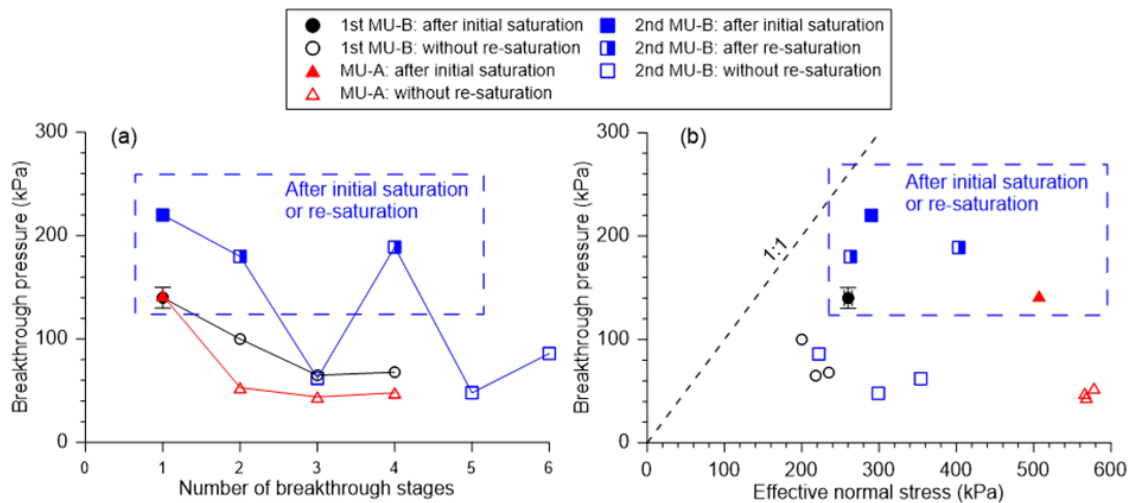 1st MU-B: after initial saturation
1st MU-B: without re-saturation
MU-A: after initial saturation
MU-A: without re-saturation
2nd MU-B: after initial saturation
2nd MU-B: after re-saturation
2nd MU-B: without re-saturation
(a)
After initial saturation
or re-saturation
Breakthrough pressure (kPa)
300
200
100
0
0 1 2 3 4 5 6
Number of breakthrough stages
(b)
After initial saturation
or re-saturation
1:1
Breakthrough pressure (kPa)
300
200
100
0
0 100 200 300 400 500 600
Effective normal stress (kPa)